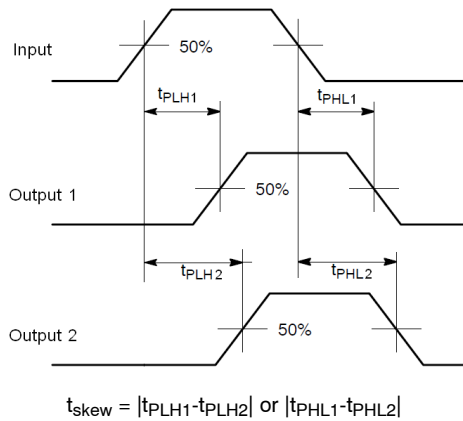 Input
50%
tPLH1
tPHL1
Output 1
50%
tPLH2
tPHL2
Output 2
50%
tskew = |tPLH1-tPLH2| or |tPHL1-tPHL2|